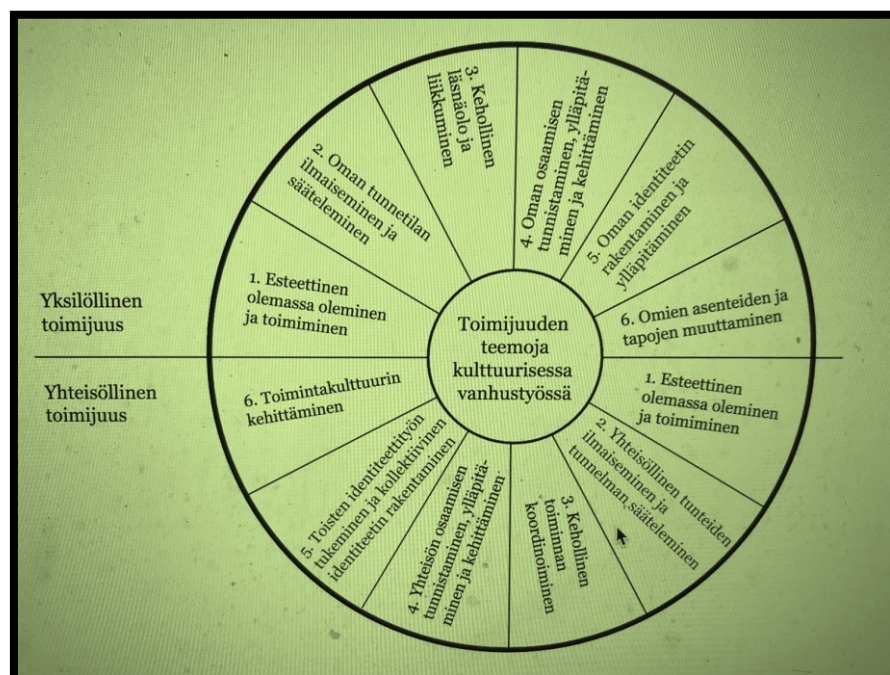 Yksilöllinen
toimijuus
Yhteisöllinen
toimijuus
Toimijuuden
teemoja
kulttuurisessa
vanhustyössä
1. Esteettinen
olemassa oleminen
ja toimiminen
2. Oman tunnetilan
ilmaiseminen ja
sääteleminen
3. Kehollinen
läsnäolo ja
liikkuminen
4. Oman osaamisen
tunnistaminen, ylläpitä-
minen ja kehittäminen
5. Oman identiteetin
rakentaminen ja
ylläpitäminen
6. Omien asenteiden ja
tapojen muuttaminen
1. Esteettinen
olemassa oleminen
ja toimiminen
2. Yhteisöllinen tunteiden
ilmaiseminen ja
tunnelman sääteleminen
3. Kehollinen
toiminnan
koordinoiminen
4. Yhteisön osaamisen
tunnistaminen, ylläpitä-
minen ja kehittäminen
5. Toisten identiteettityön
tukeminen ja kollektiivinen
identiteetin rakentaminen
6. Toimintakulttuurin
kehittäminen